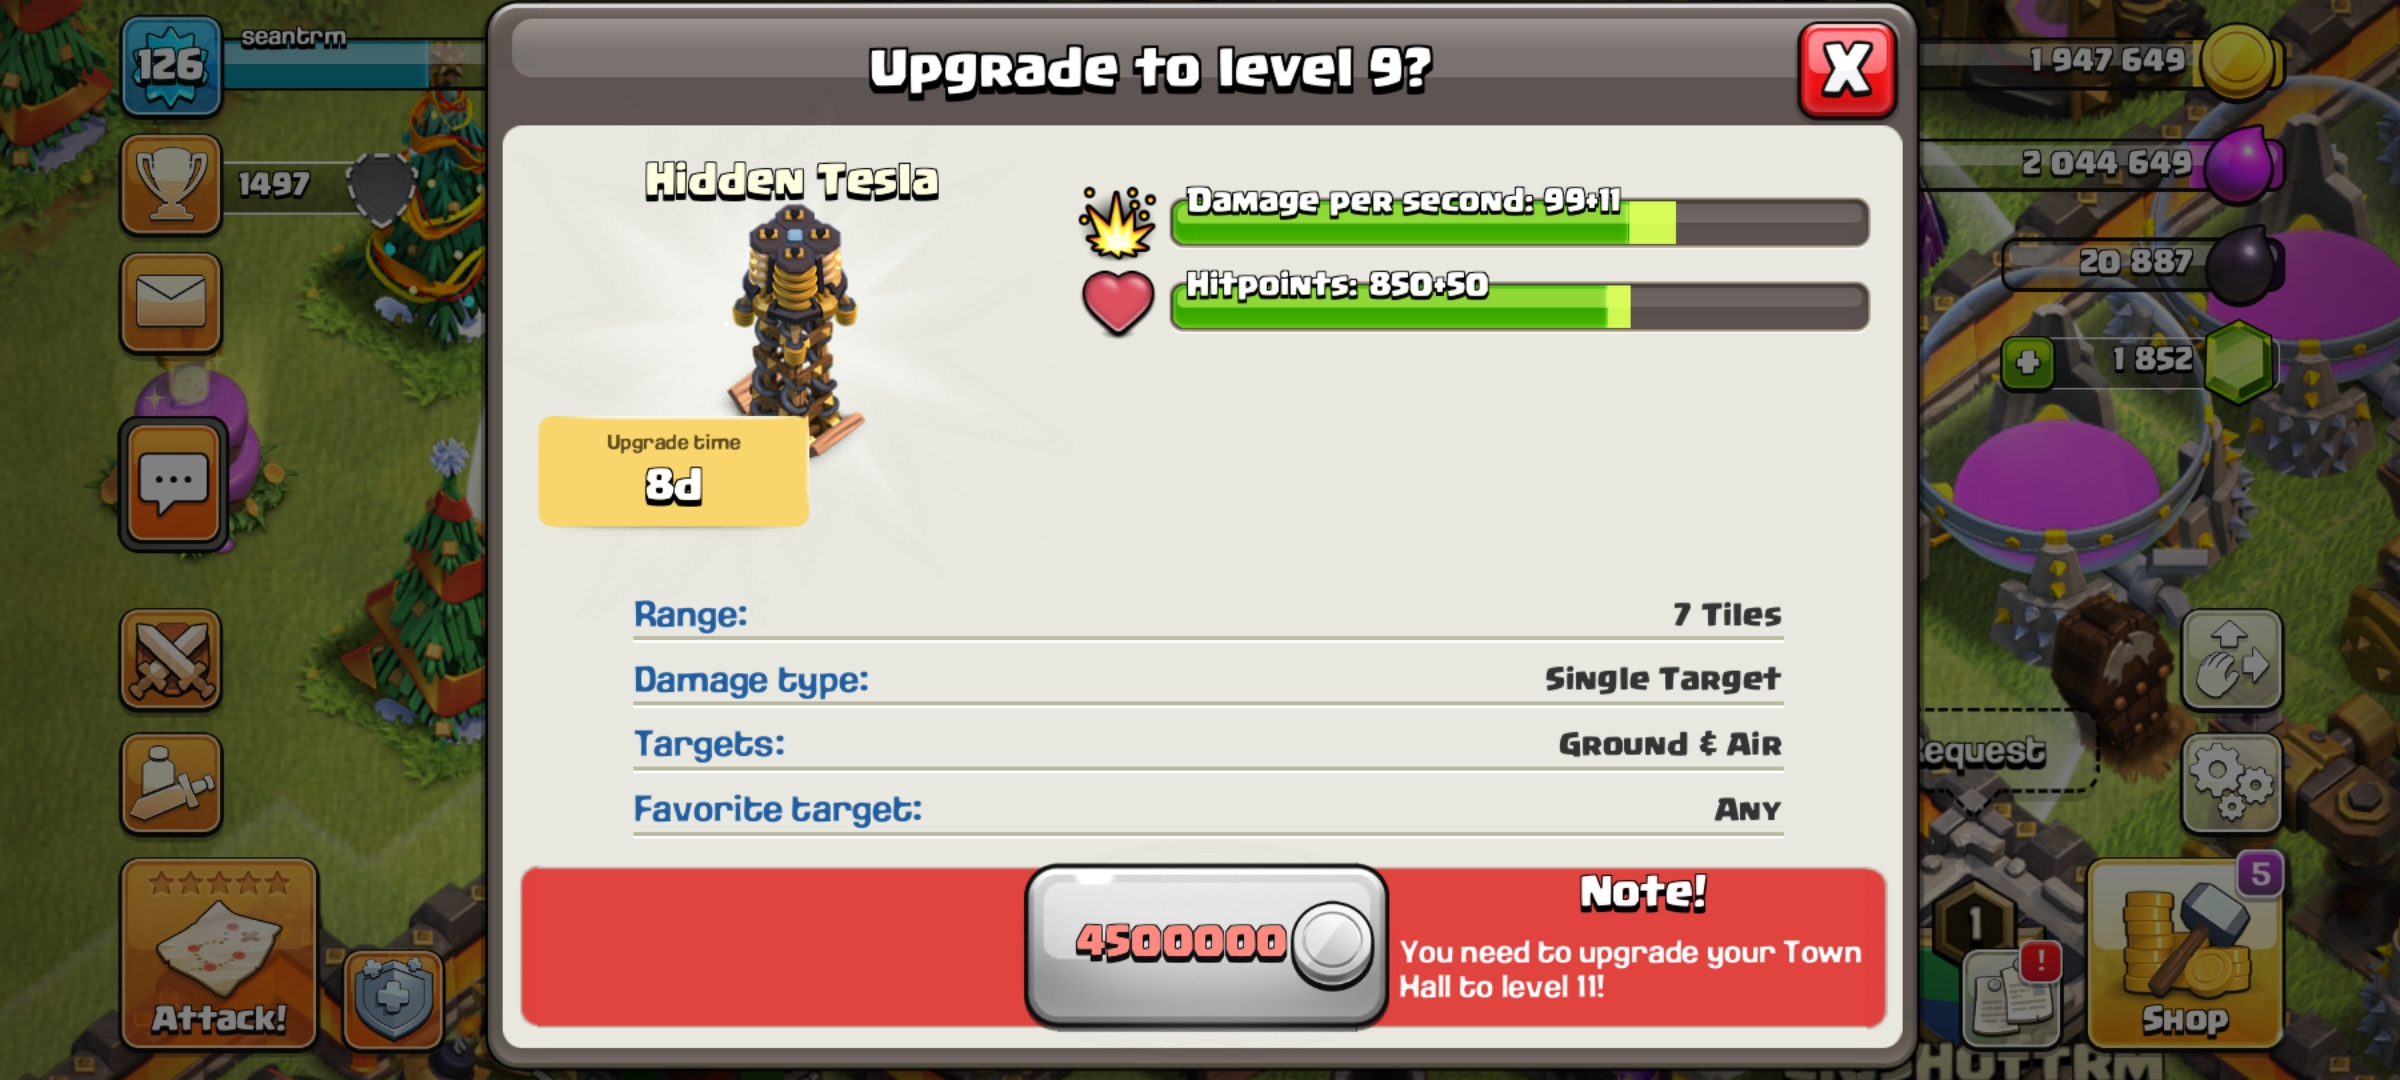 126
seantrm
1497
Attack!
Upgrade to level 9?
X
Hidden Tesla
Upgrade time
8d
Damage per second: 99+11
Hitpoints: 850+50
Range: 7 Tiles
Damage type: Single Target
Targets: Ground & Air
Favorite target: Any
4500000
Note!
You need to upgrade your Town
Hall to level 11!
1 947 649
2 044 649
20 887
1 852
equest
1
!
5
Shop